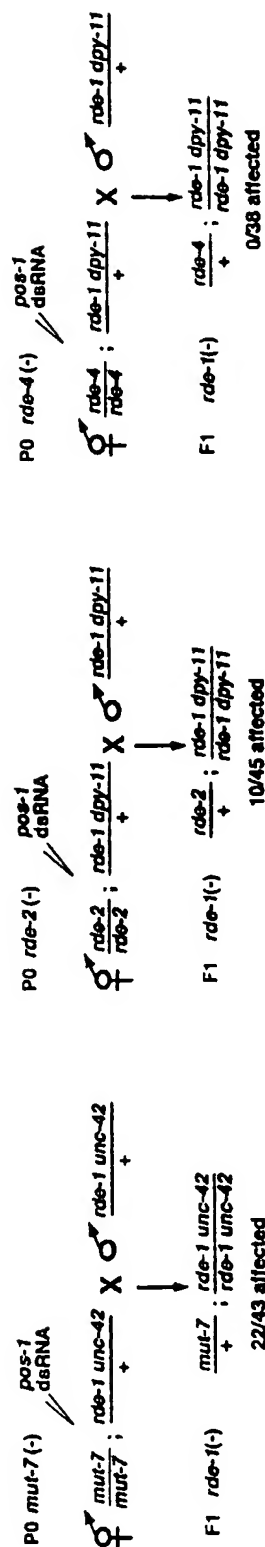 P0 mut-7(-)
pos-1
dsRNA
mut-7
mut-7
;
rde-1 unc-42
+
X
rde-1 unc-42
+
F1 rde-1(-)
mut-7
+
;
rde-1 unc-42
rde-1 unc-42
22/43 affected
P0 rde-2(-)
pos-1
dsRNA
rde-2
rde-2
;
rde-1 dpy-11
+
X
rde-1 dpy-11
+
F1 rde-1(-)
rde-2
+
;
rde-1 dpy-11
rde-1 dpy-11
10/45 affected
P0 rde-4(-)
pos-1
dsRNA
rde-4
rde-4
;
rde-1 dpy-11
+
X
rde-1 dpy-11
+
F1 rde-1(-)
rde-4
+
;
rde-1 dpy-11
rde-1 dpy-11
0/38 affected